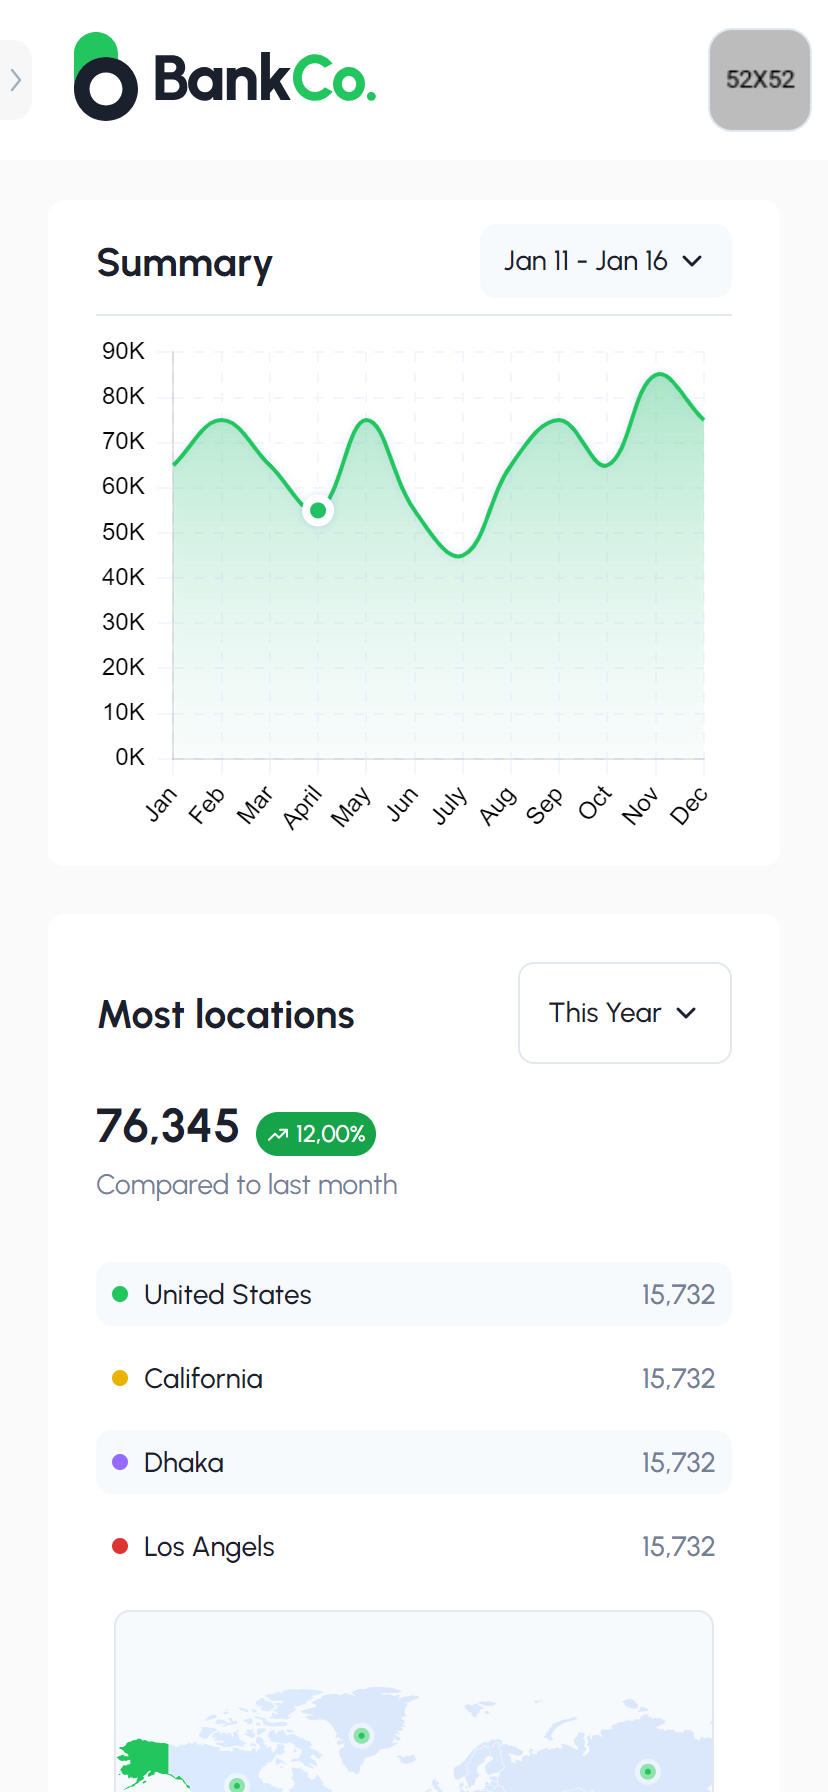 BankCo.
52X52
Summary
Jan 11 - Jan 16
90K
80K
70K
60K
50K
40K
30K
20K
10K
0K
Jan Feb Mar April May Jun July Aug Sep Oct Nov Dec
Most locations
This Year
76,345
12,00%
Compared to last month
United States 15,732
California 15,732
Dhaka 15,732
Los Angels 15,732